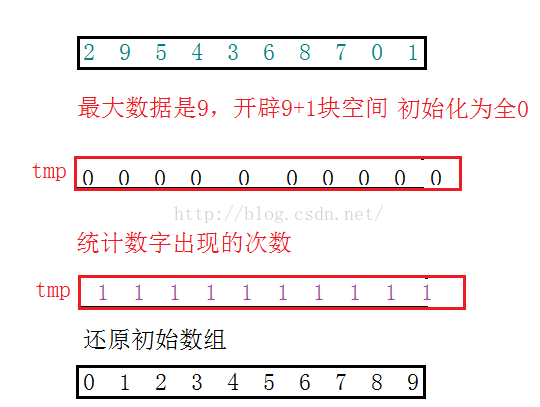 2 9 5 4 3 6 8 7 0 1
最大数据是9，开辟9+1块空间 初始化为全0
tmp 0 0 0 0 0 0 0 0 0 0
http://blog.csdn.net/
统计数字出现的次数
tmp 1 1 1 1 1 1 1 1 1 1
还原初始数组
0 1 2 3 4 5 6 7 8 9